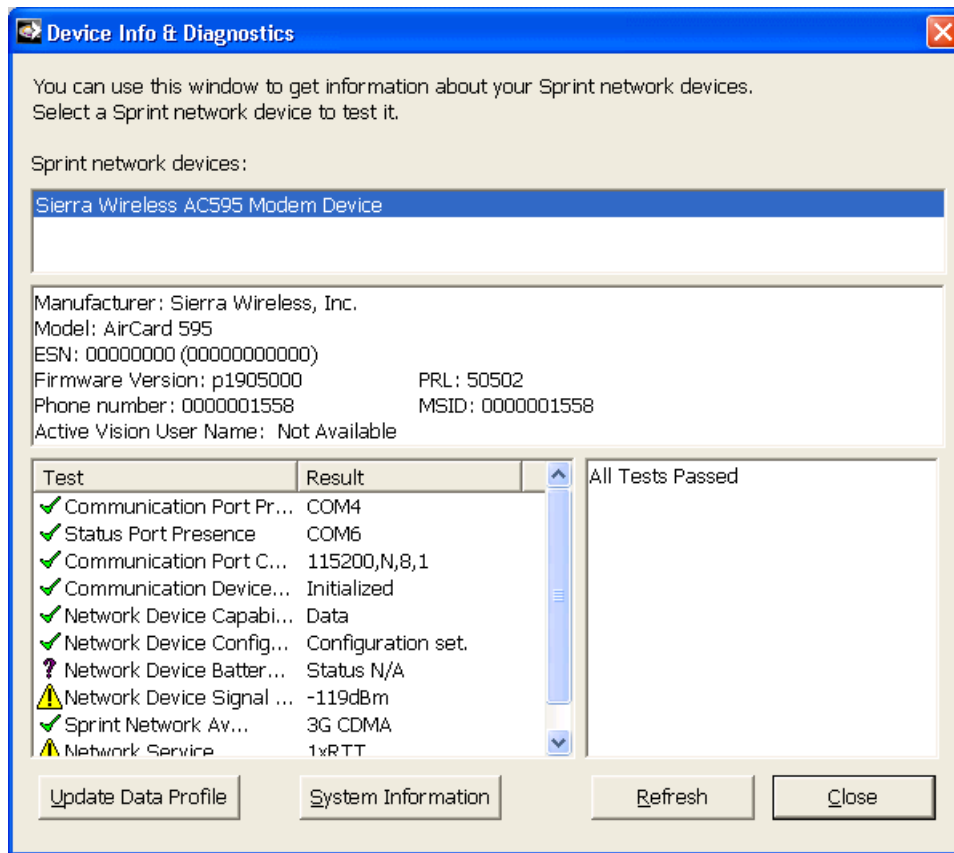 Device Info & Diagnostics
You can use this window to get information about your Sprint network devices.
Select a Sprint network device to test it.
Sprint network devices:
Sierra Wireless AC595 Modem Device
Manufacturer: Sierra Wireless, Inc.
Model: AirCard 595
ESN: 00000000 (00000000000)
Firmware Version: p1905000 PRL: 50502
Phone number: 0000001558 MSID: 0000001558
Active Vision User Name: Not Available
Test Result
Communication Port Pr... COM4
Status Port Presence COM6
Communication Port C... 115200,N,8,1
Communication Device... Initialized
Network Device Capabi... Data
Network Device Config... Configuration set.
Network Device Batter... Status N/A
Network Device Signal ... -119dBm
Sprint Network Av... 3G CDMA
Network Service 1xRTT
All Tests Passed
Update Data Profile System Information Refresh Close